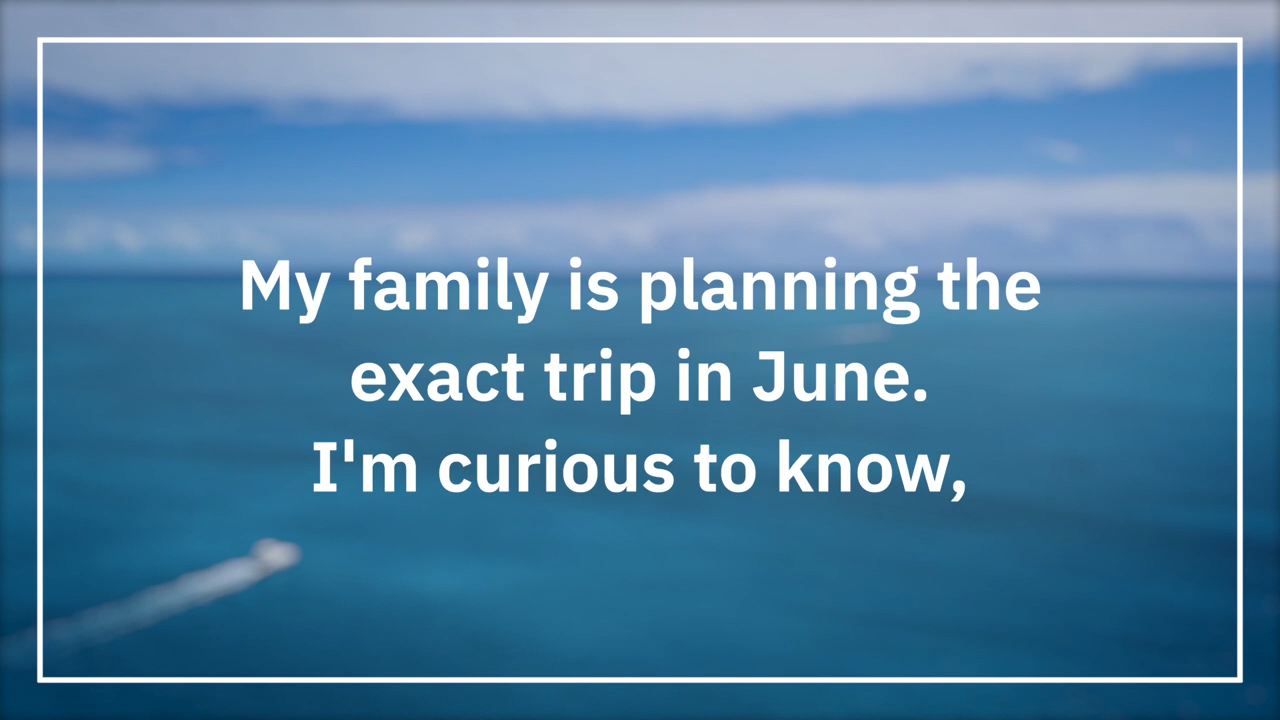 My family is planning the
exact trip in June.
I'm curious to know,